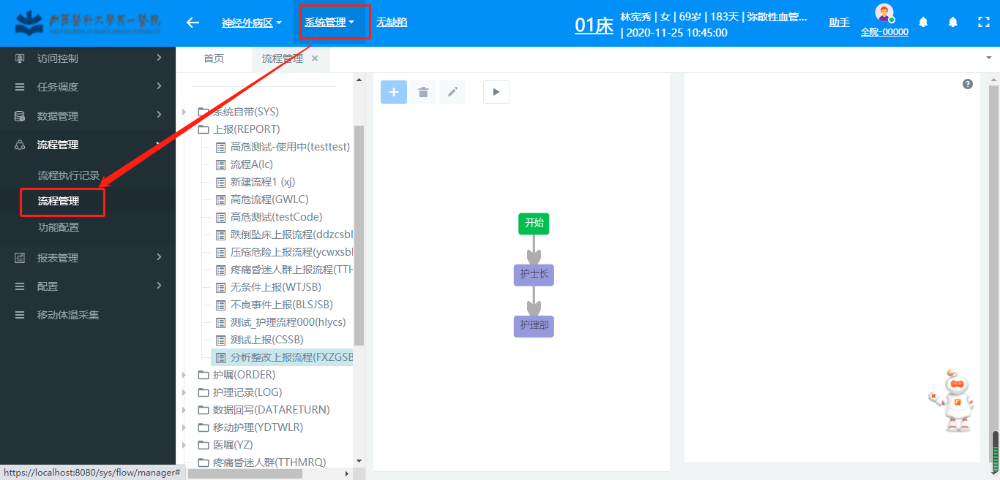 广西医科大学第一医院
神经外病区
系统管理
无缺陷
01床
林宪秀 | 女 | 69岁 | 183天 | 弥散性血管...
| 2020-11-25 10:45:00
助手
全院-00000
访问控制
任务调度
数据管理
流程管理
流程执行记录
流程管理
功能配置
报表管理
配置
移动体温采集
首页
流程管理
系统自带(SYS)
上报(REPORT)
高危测试-使用中(testtest)
流程A(lc)
新建流程1 (xj)
高危流程(GWLC)
高危测试(testCode)
跌倒坠床上报流程(ddzcsbl
压疮危险上报流程(ycwxsbl
疼痛昏迷人群上报流程(TTH
无条件上报(WTJSB)
不良事件上报(BLSJSB)
测试_护理流程000(hlycs)
测试上报(CSSB)
分析整改上报流程(FXZGSB
护嘱(ORDER)
护理记录(LOG)
数据回写(DATARETURN)
移动护理(YDTWLR)
医嘱(YZ)
疼痛昏迷人群(TTHMRQ)
开始
护士长
护理部
https://localhost:8080/sys/flow/manager#